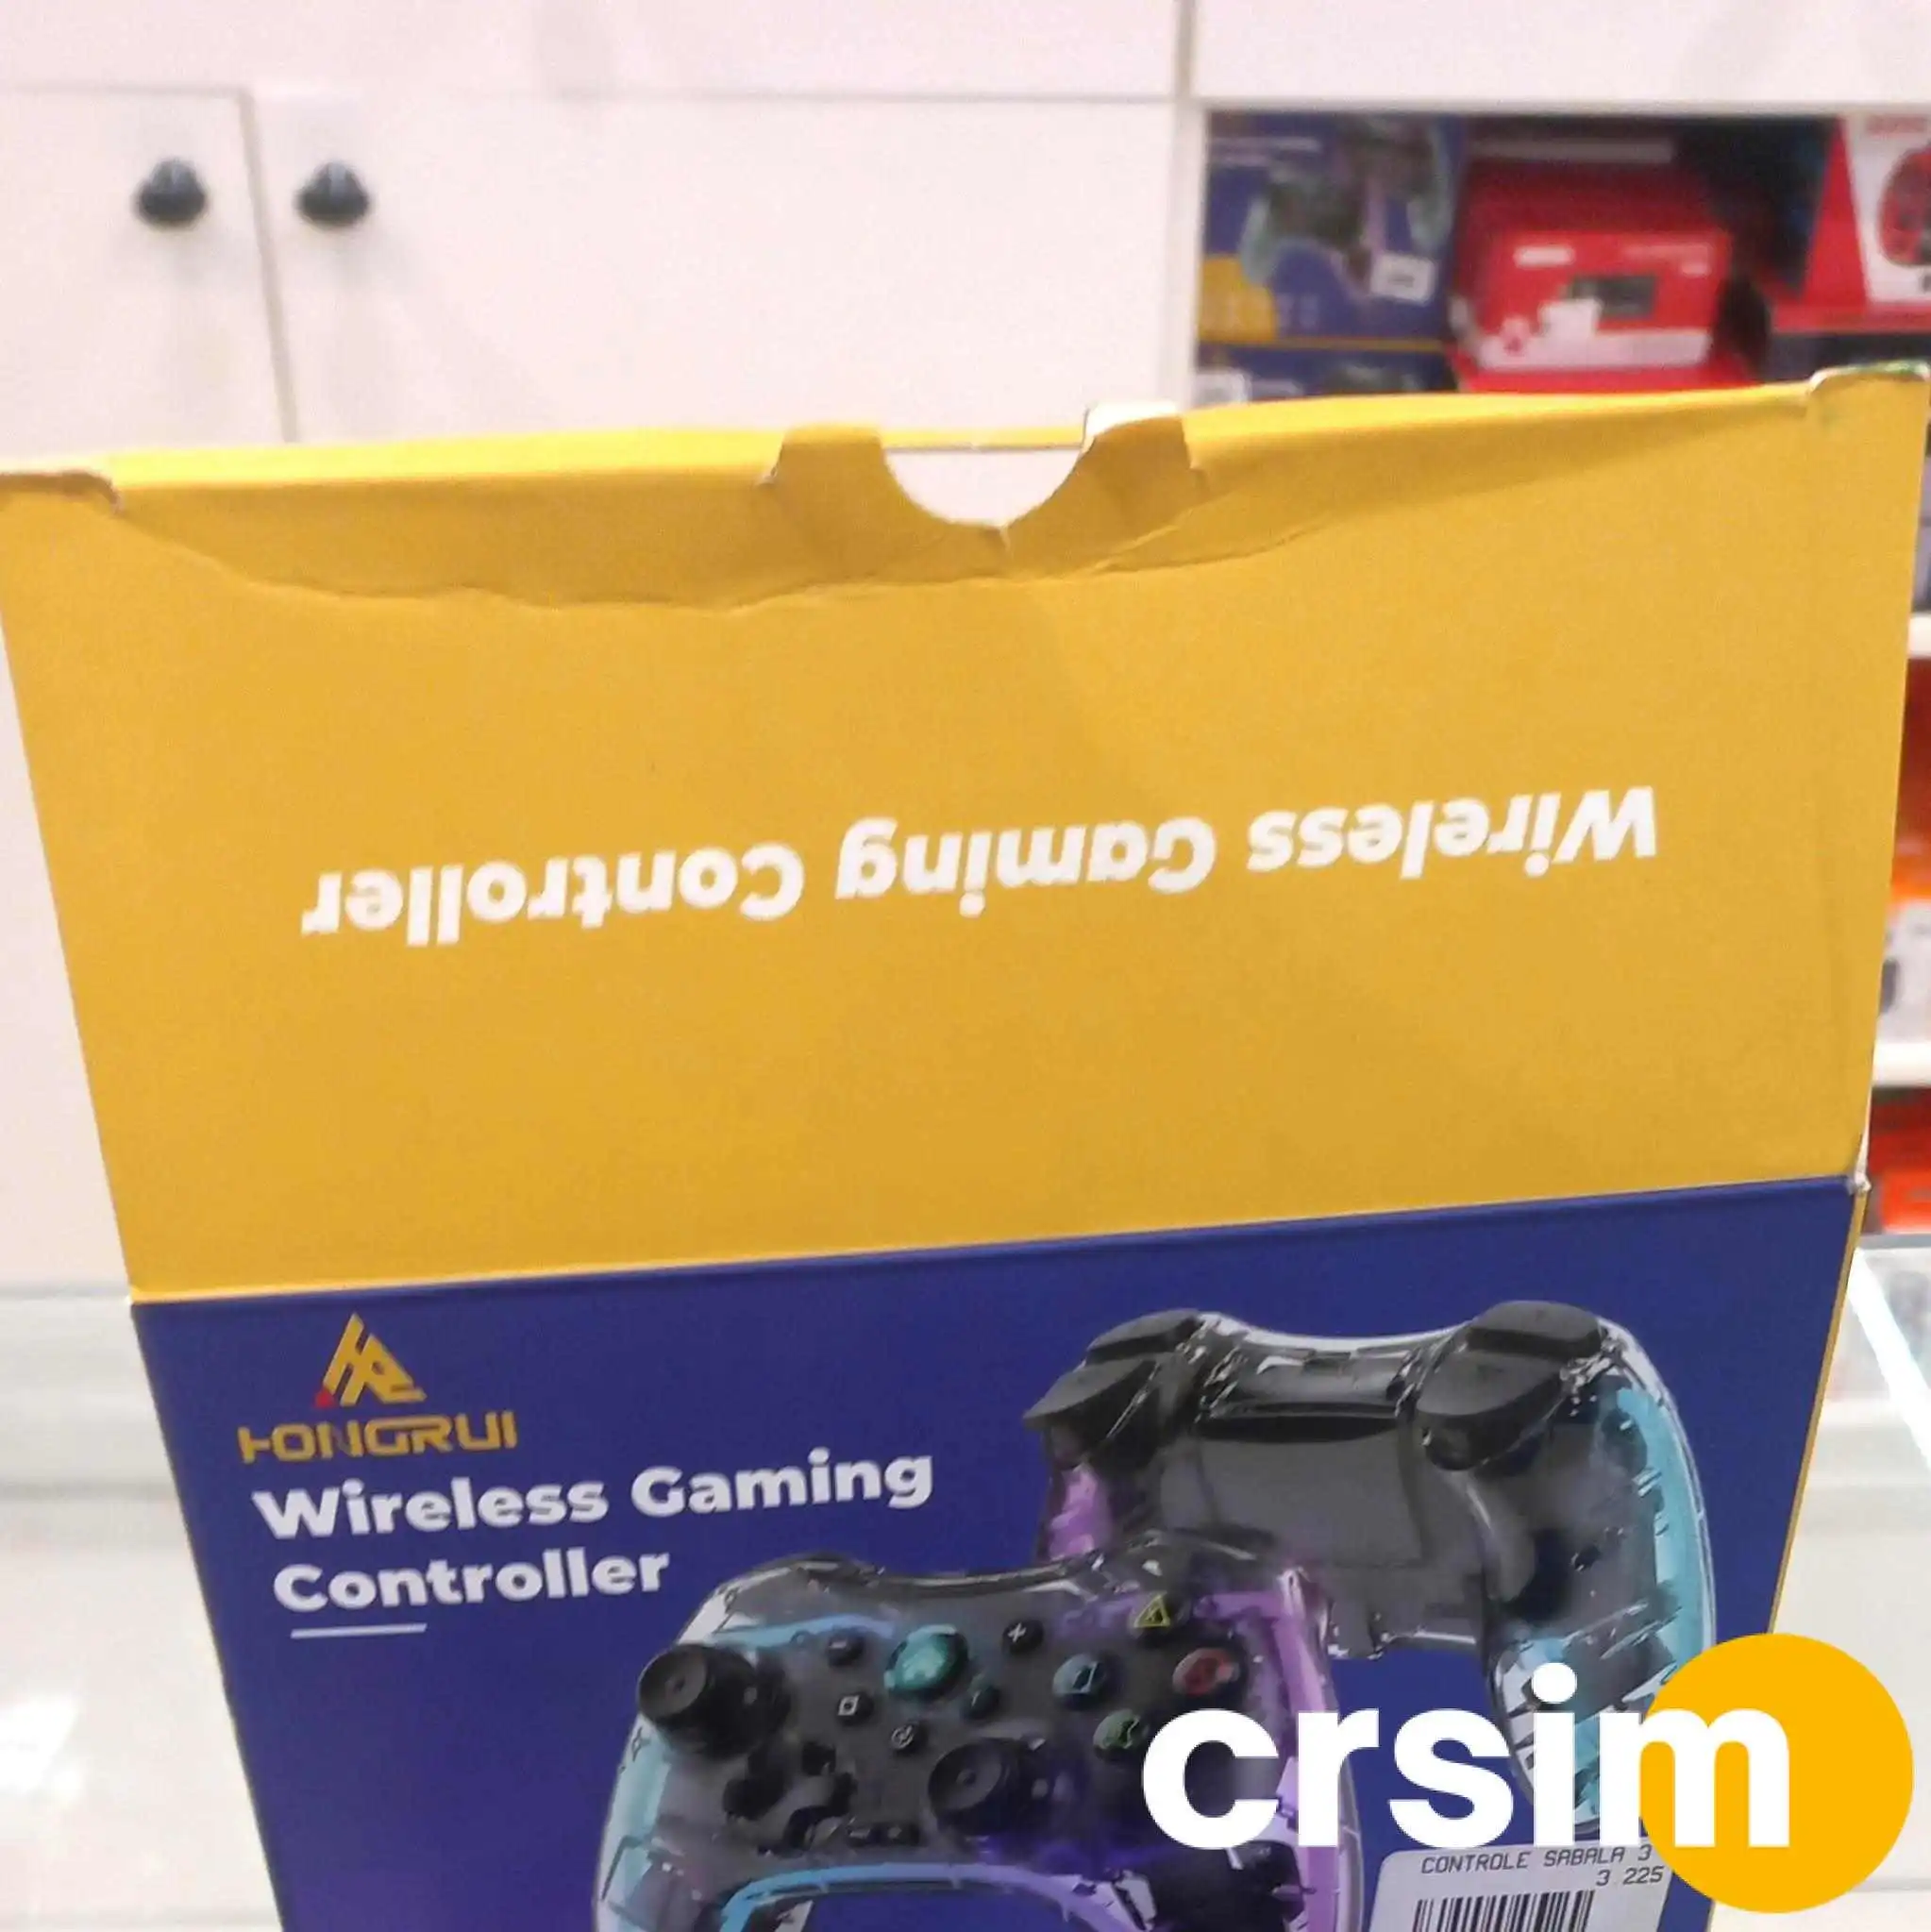 Wireless Gaming Controller
HONGRUI
Wireless Gaming
Controller
crsim
CONTROLE SABALA 3
3 225